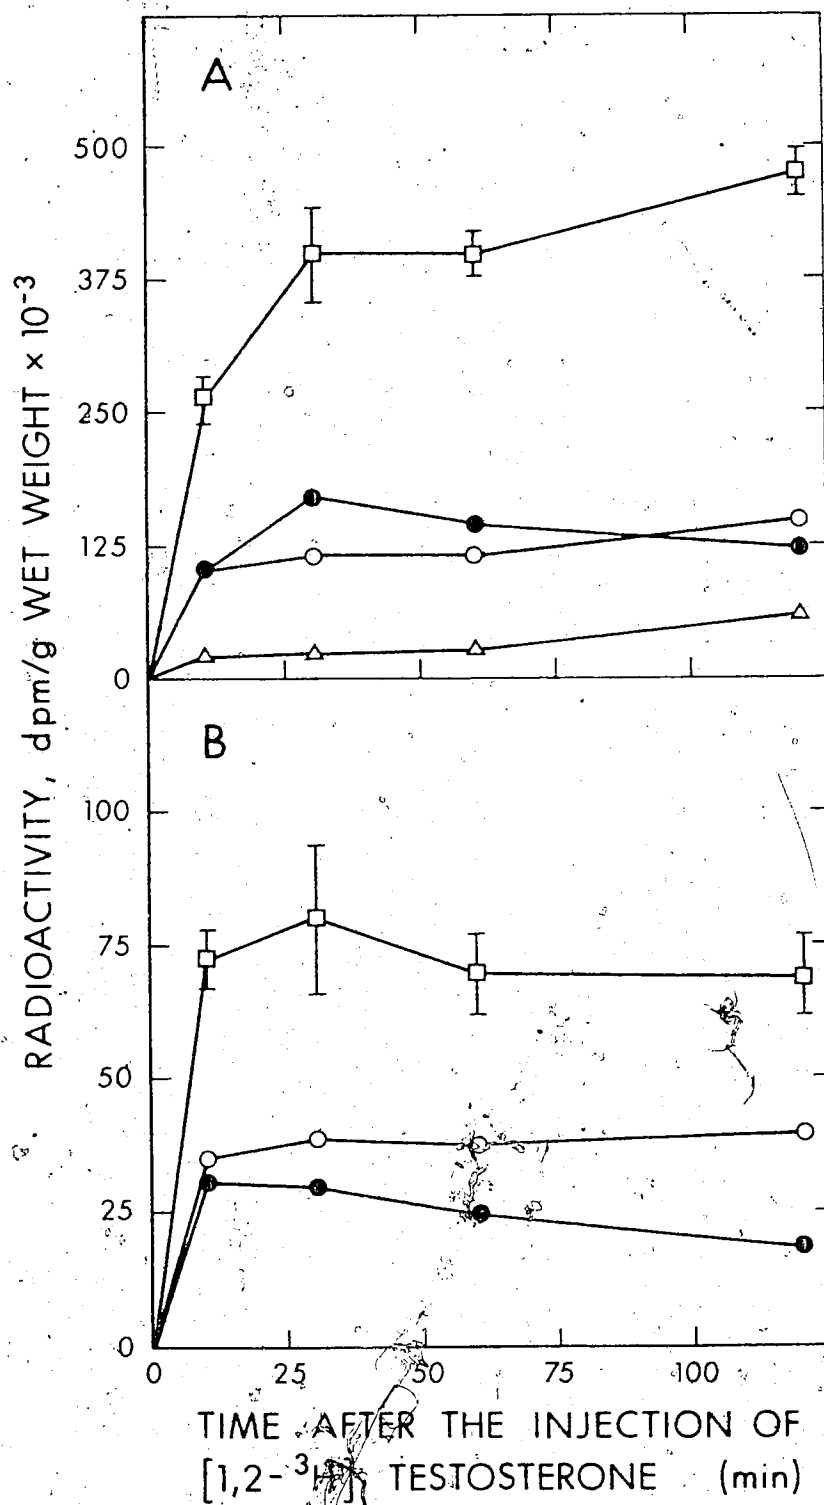 A
500
375
250
125
0
RADIOACTIVITY, dpm/g WET WEIGHT × 10⁻³
B
100
75
50
25
0
0 25 50 75 100
TIME AFTER THE INJECTION OF
[1,2-³H] TESTOSTERONE (min)